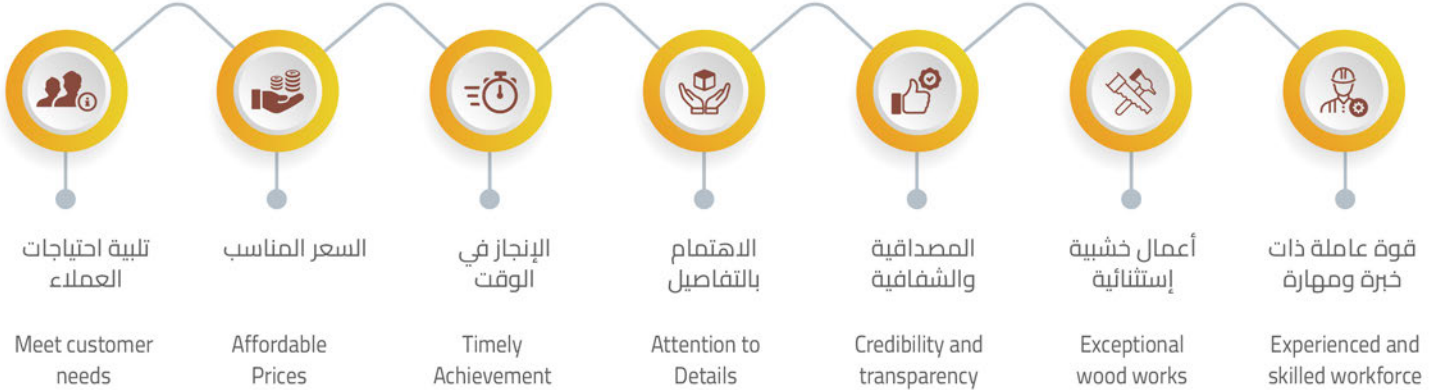 تلبية احتياجات
العملاء
Meet customer
needs
السعر المناسب
Affordable
Prices
الإنجاز في
الوقت
Timely
Achievement
الاهتمام
بالتفاصيل
Attention to
Details
المصداقية
والشفافية
Credibility and
transparency
أعمال خشبية
إستثنائية
Exceptional
wood works
قوة عاملة ذات
خبرة ومهارة
Experienced and
skilled workforce